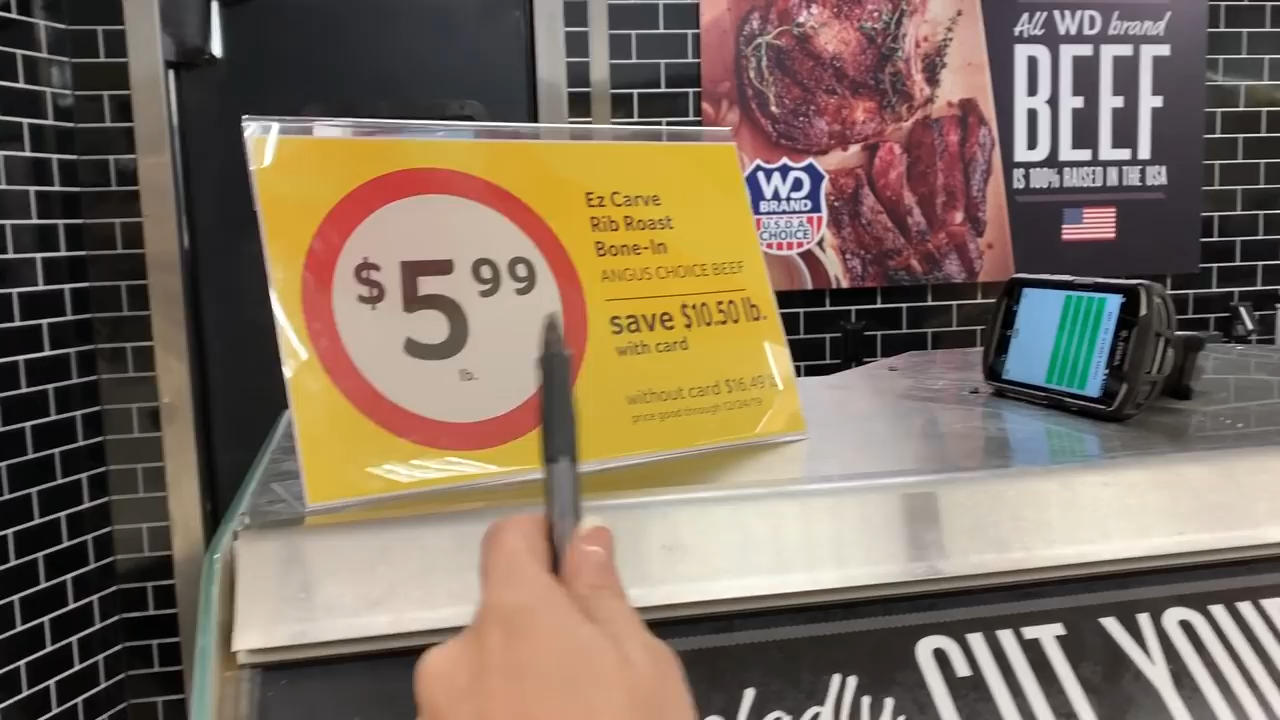 $5.99
lb.
Ez Carve
Rib Roast
Bone-In
ANGUS CHOICE BEEF
save $10.50 lb.
with card
without card $16.49
price good through 12/24/19
WD
BRAND
U.S.D.A.
CHOICE
All WD brand
BEEF
IS 100% RAISED IN THE USA
CUT YOU